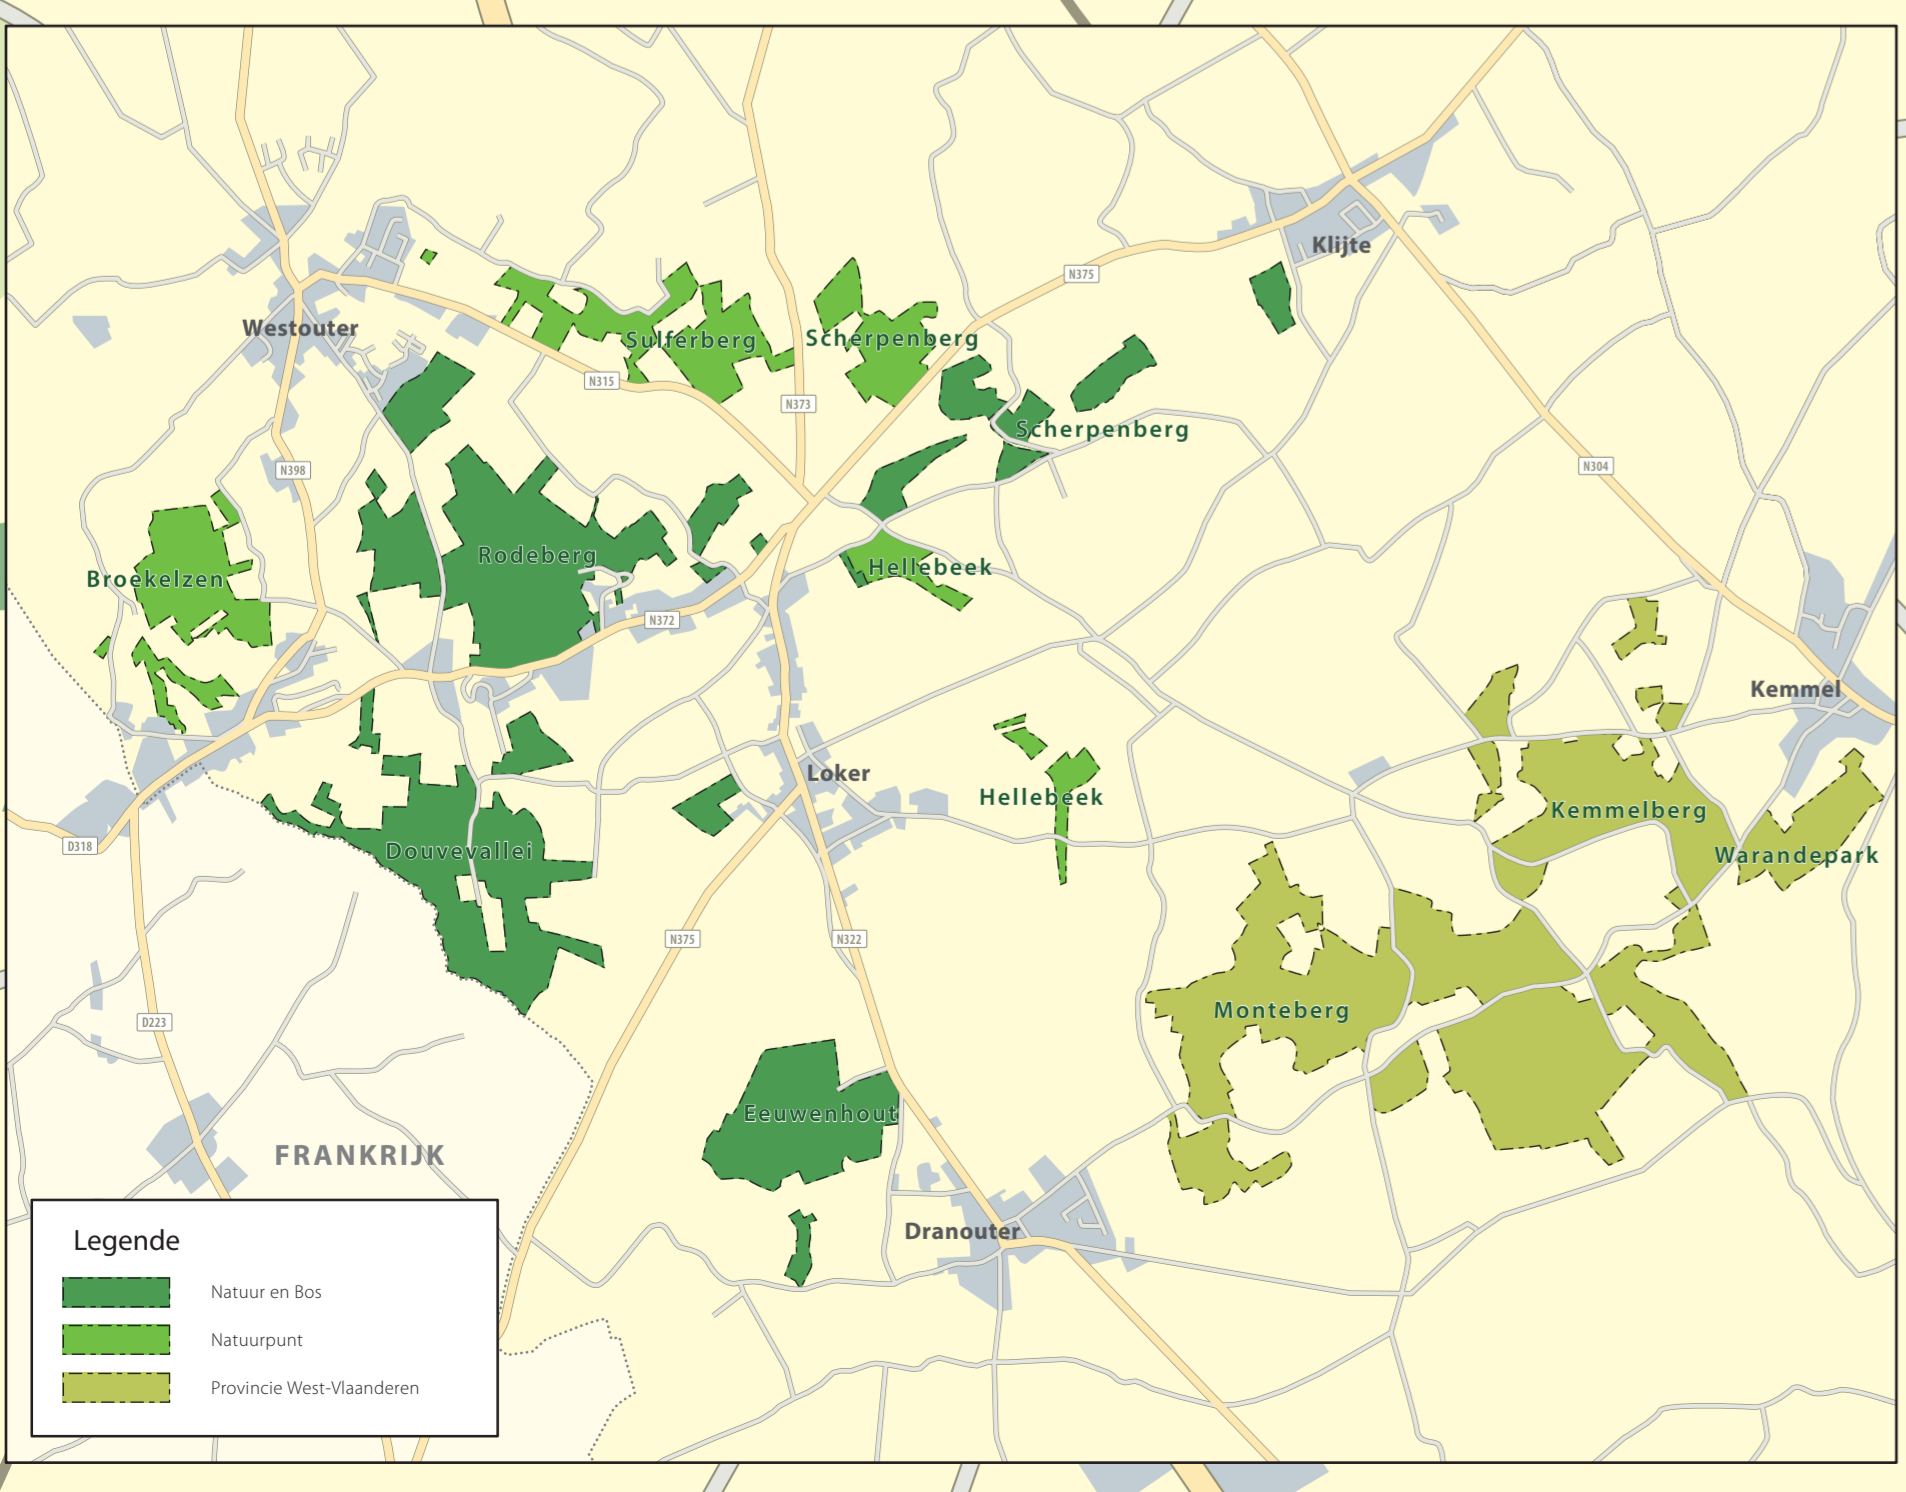 Klijte
N375
Westouter
Sulferberg
Scherpenberg
N315
N373
Scherpenberg
N304
N398
Rodeberg
Hellebeek
Broekelzen
N372
Kemmel
Loker
Hellebeek
Kemmelberg
D318
Douvevallei
Warandepark
N375
N322
Monteberg
D223
Eeuwenhout
FRANKRIJK
Dranouter
Legende
Natuur en Bos
Natuurpunt
Provincie West-Vlaanderen